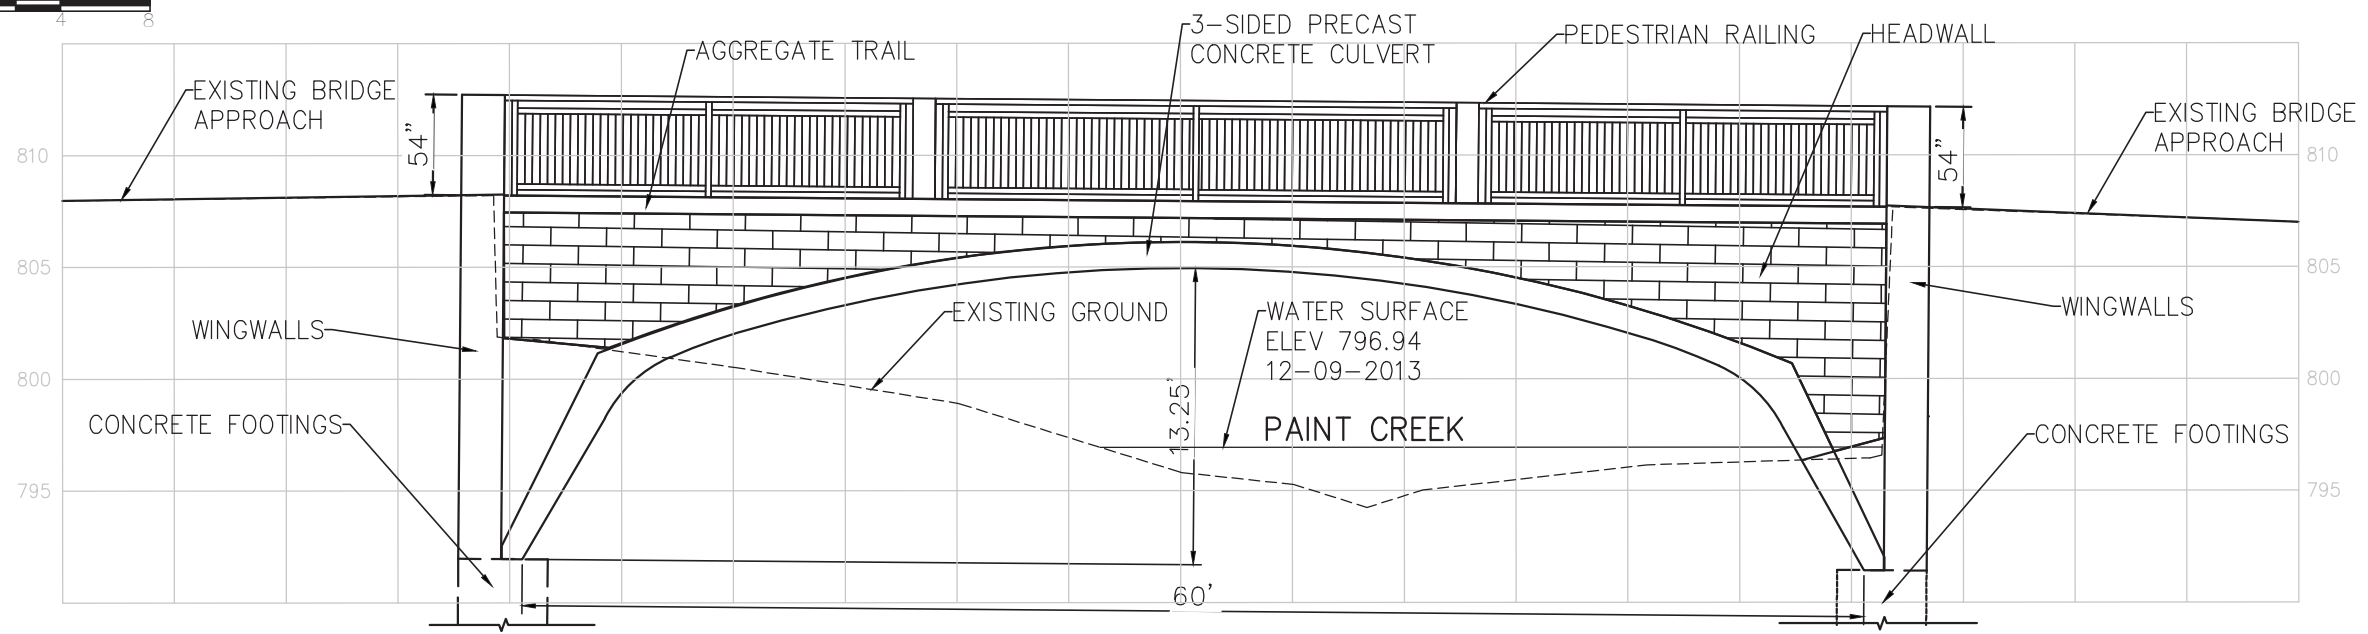 4 8
3-SIDED PRECAST
CONCRETE CULVERT
PEDESTRIAN RAILING
HEADWALL
AGGREGATE TRAIL
EXISTING BRIDGE
APPROACH
EXISTING BRIDGE
APPROACH
54"
54"
810
810
805
805
WINGWALLS
EXISTING GROUND
WATER SURFACE
ELEV 796.94
12-09-2013
WINGWALLS
800
800
13.25'
CONCRETE FOOTINGS
PAINT CREEK
CONCRETE FOOTINGS
795
795
60'